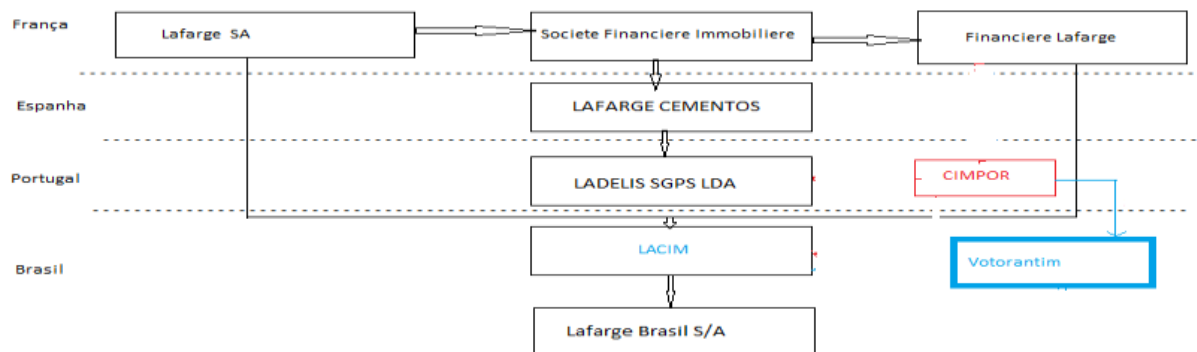 França
Lafarge SA
Societe Financiere Immobiliere
Financiere Lafarge
Espanha
LAFARGE CEMENTOS
Portugal
LADELIS SGPS LDA
CIMPOR
Brasil
LACIM
Votorantim
Lafarge Brasil S/A